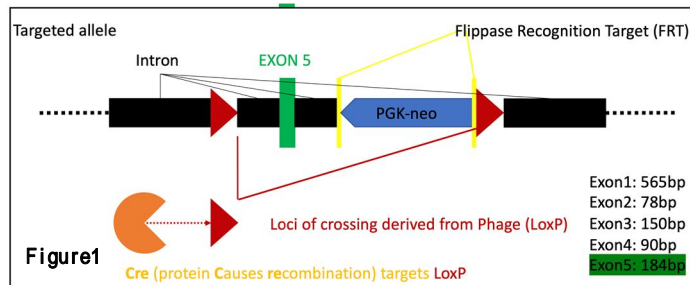 Targeted allele
Flippase Recognition Target (FRT)
Intron
EXON 5
PGK-neo
Loci of crossing derived from Phage (LoxP)
Exon1: 565bp
Exon2: 78bp
Exon3: 150bp
Exon4: 90bp
Exon5: 184bp
Figure1
Cre (protein Causes recombination) targets LoxP